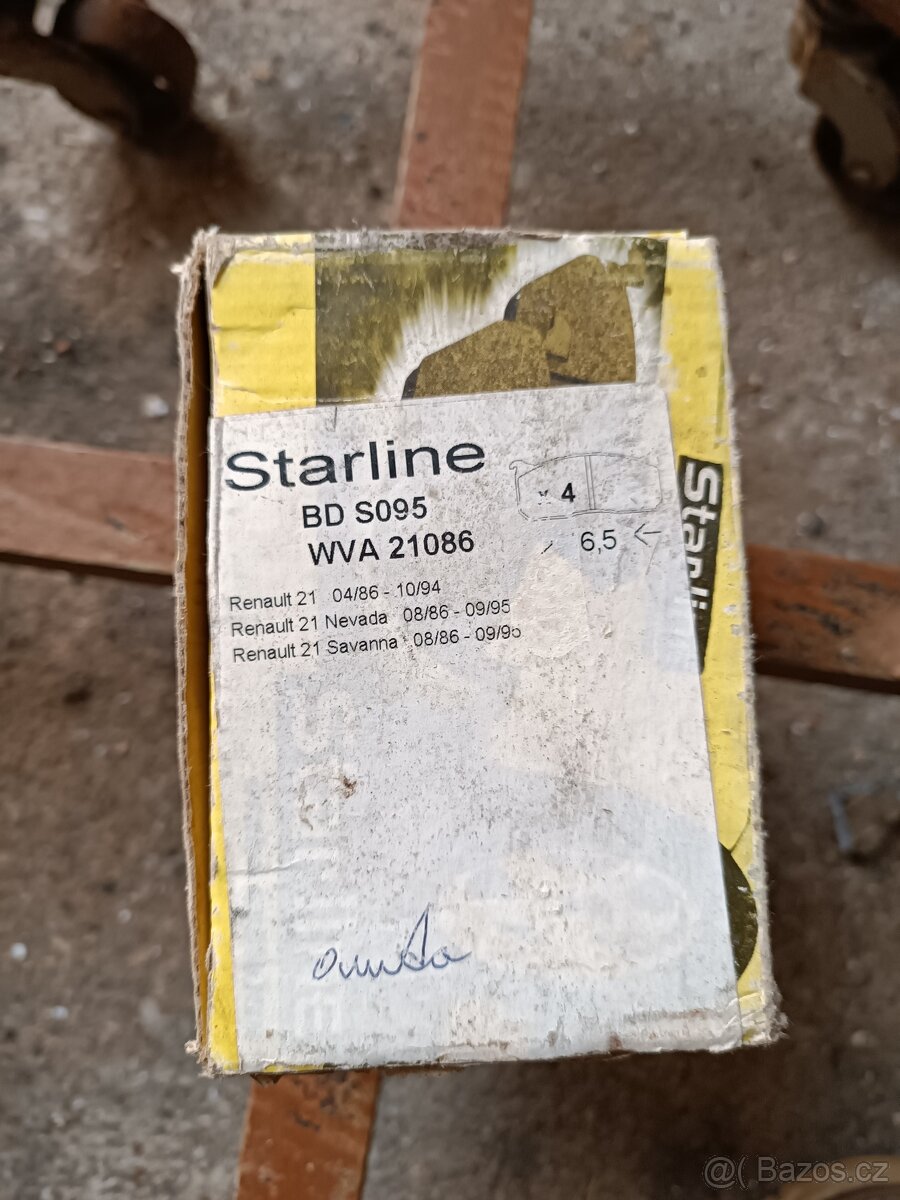 Starline
BD S095
WVA 21086
x 4
6,5
Renault 21 04/86 - 10/94
Renault 21 Nevada 08/86 - 09/95
Renault 21 Savanna 08/86 - 09/95
Starli
@( Bazos.cz